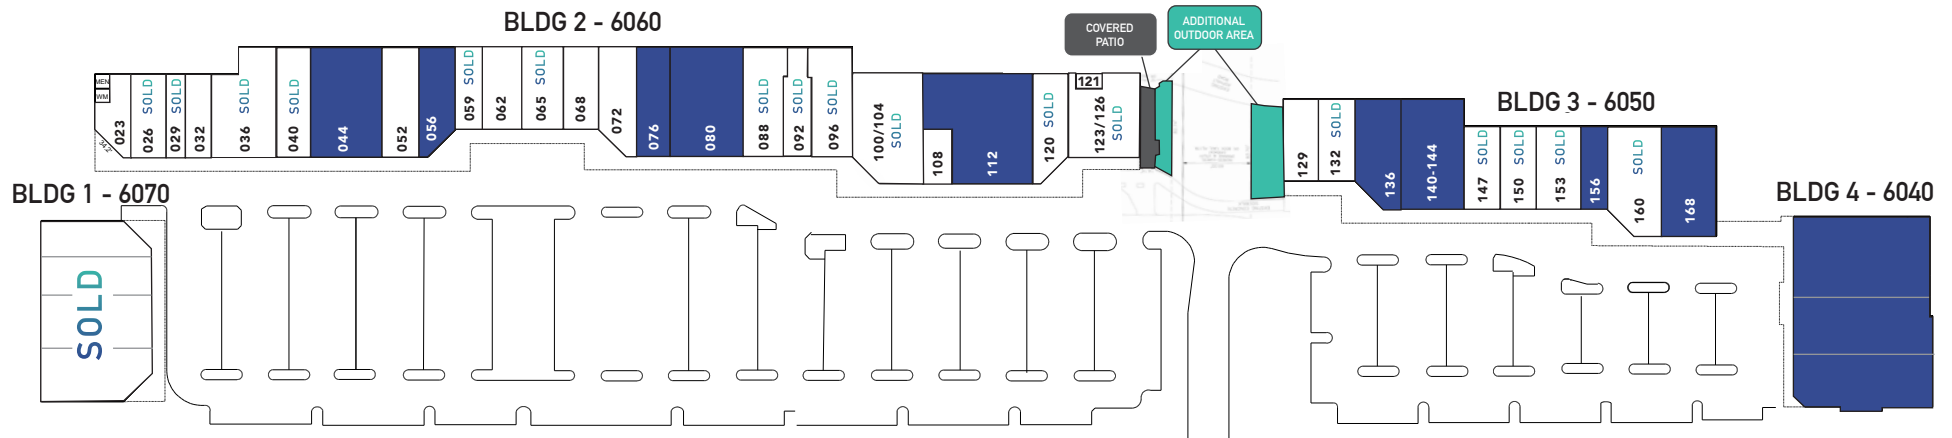 BLDG 2 - 6060
COVERED
PATIO
ADDITIONAL
OUTDOOR AREA
BLDG 3 - 6050
BLDG 1 - 6070
BLDG 4 - 6040
MEN
WM
34.2'
023
026 SOLD
029 SOLD
032
036 SOLD
040 SOLD
044
052
056
059 SOLD
062
065 SOLD
068
072
076
080
088 SOLD
092 SOLD
096 SOLD
100/104
SOLD
108
112
120 SOLD
121
123/126
SOLD
129
132 SOLD
136
140-144
147 SOLD
150 SOLD
153 SOLD
156
160
SOLD
168
SOLD